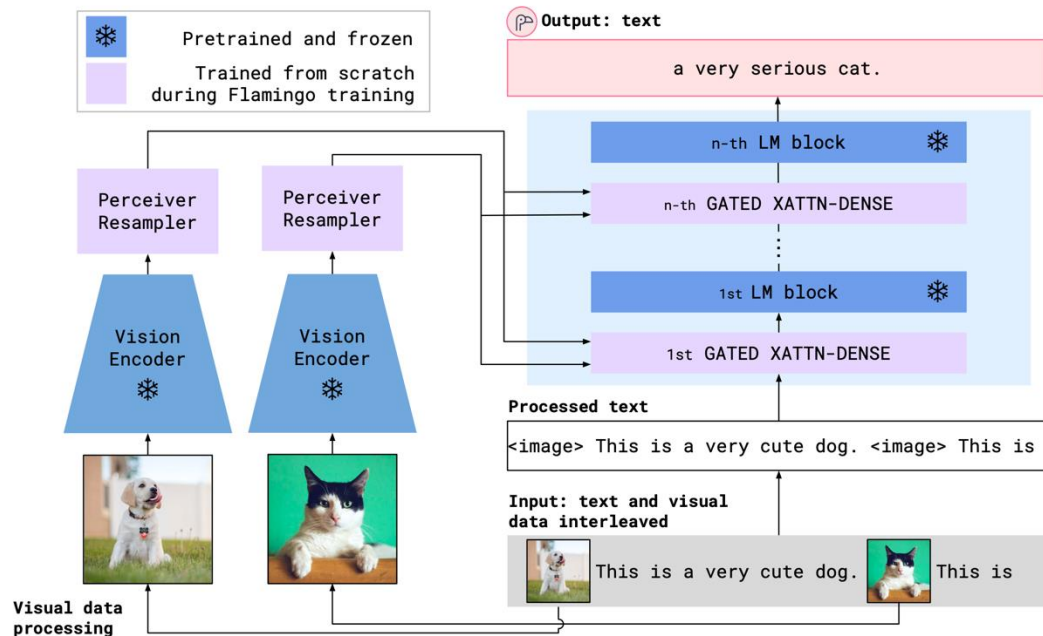 Pretrained and frozen
Trained from scratch
during Flamingo training
Output: text
a very serious cat.
n-th LM block
n-th GATED XATTN-DENSE
1st LM block
1st GATED XATTN-DENSE
Perceiver
Resampler
Perceiver
Resampler
Vision
Encoder
Vision
Encoder
Processed text
<image> This is a very cute dog. <image> This is
Input: text and visual
data interleaved
This is a very cute dog.
This is
Visual data
processing